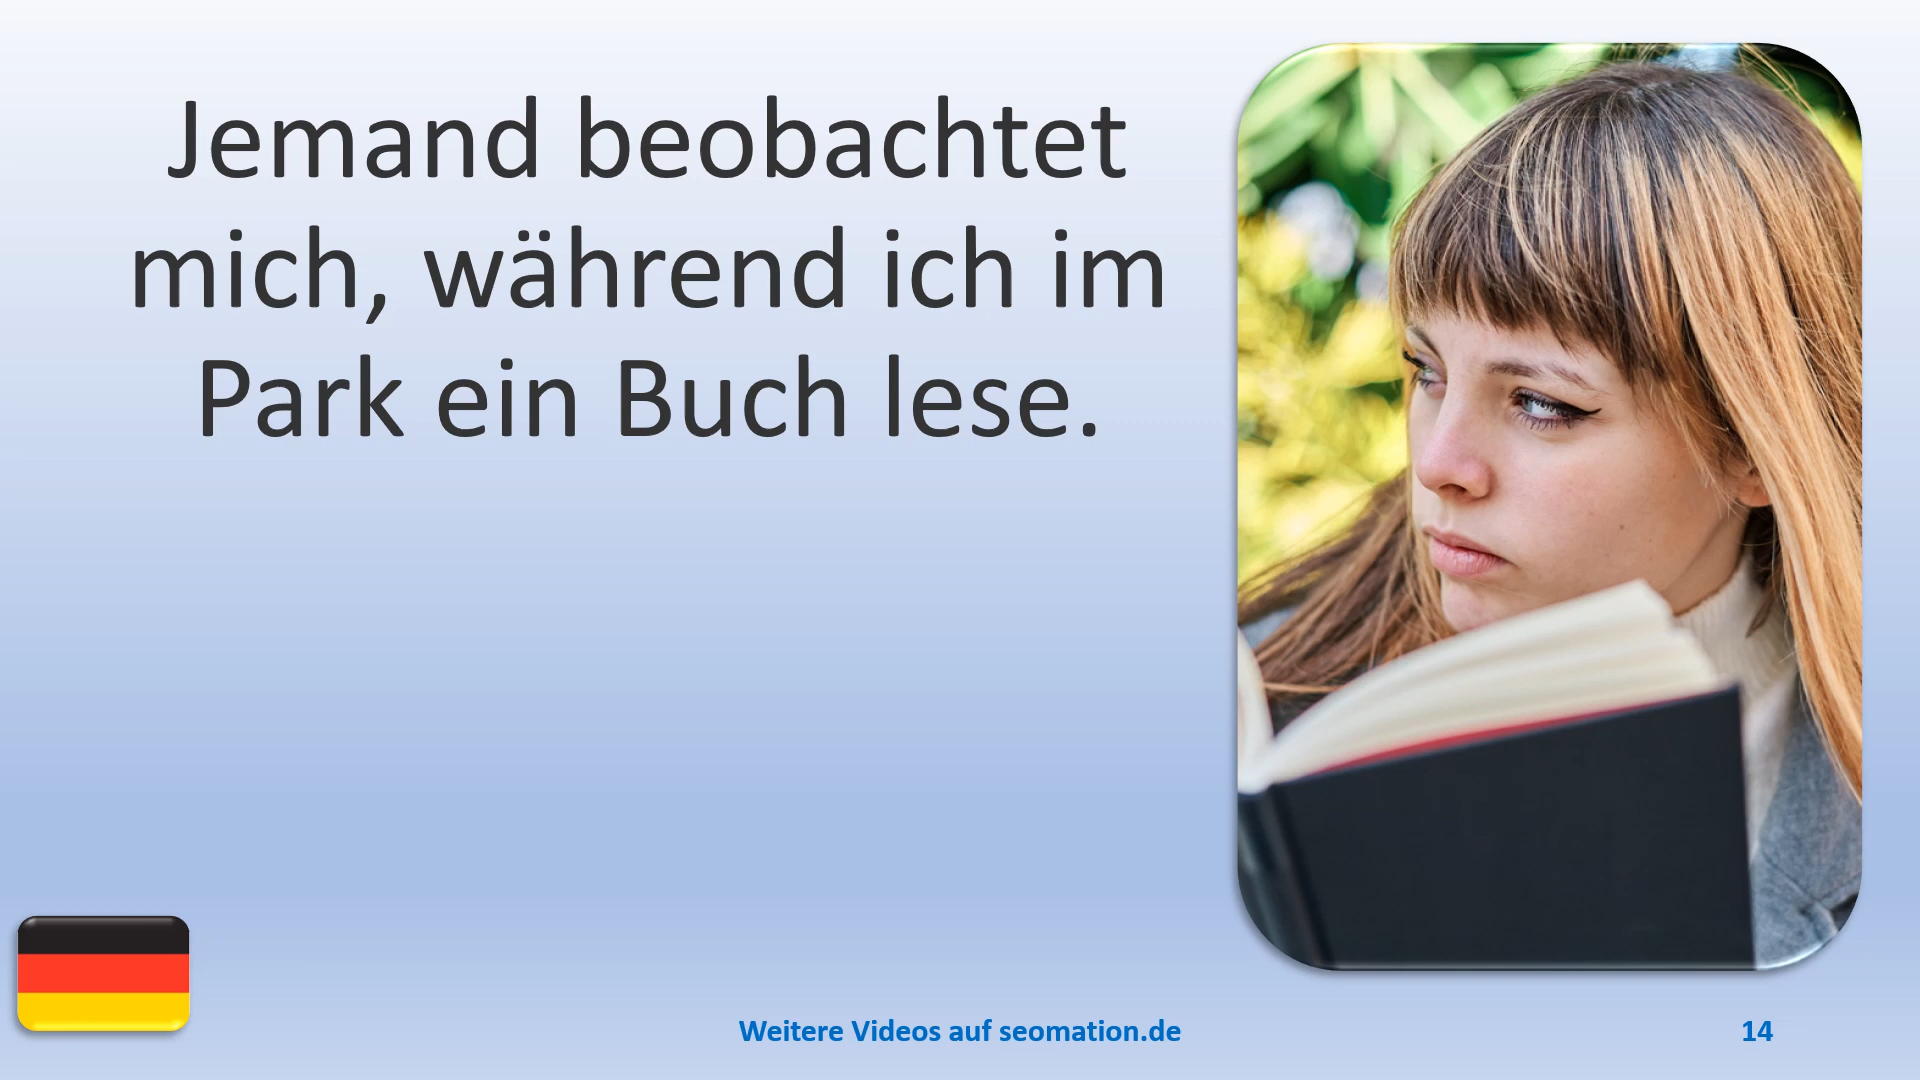 Jemand beobachtet
mich, während ich im
Park ein Buch lese.
Weitere Videos auf seomation.de
14